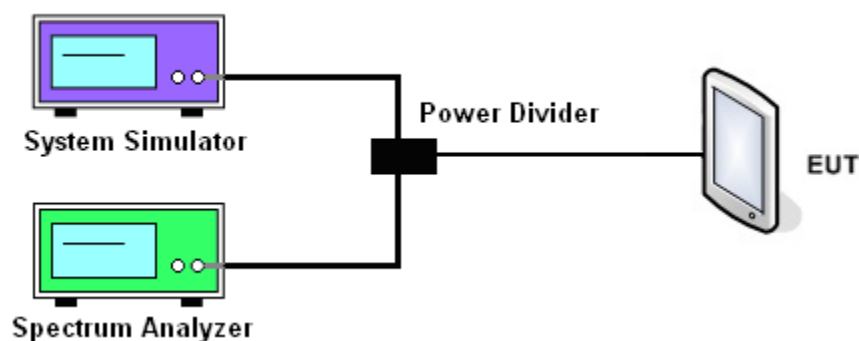 System Simulator
Power Divider
EUT
Spectrum Analyzer